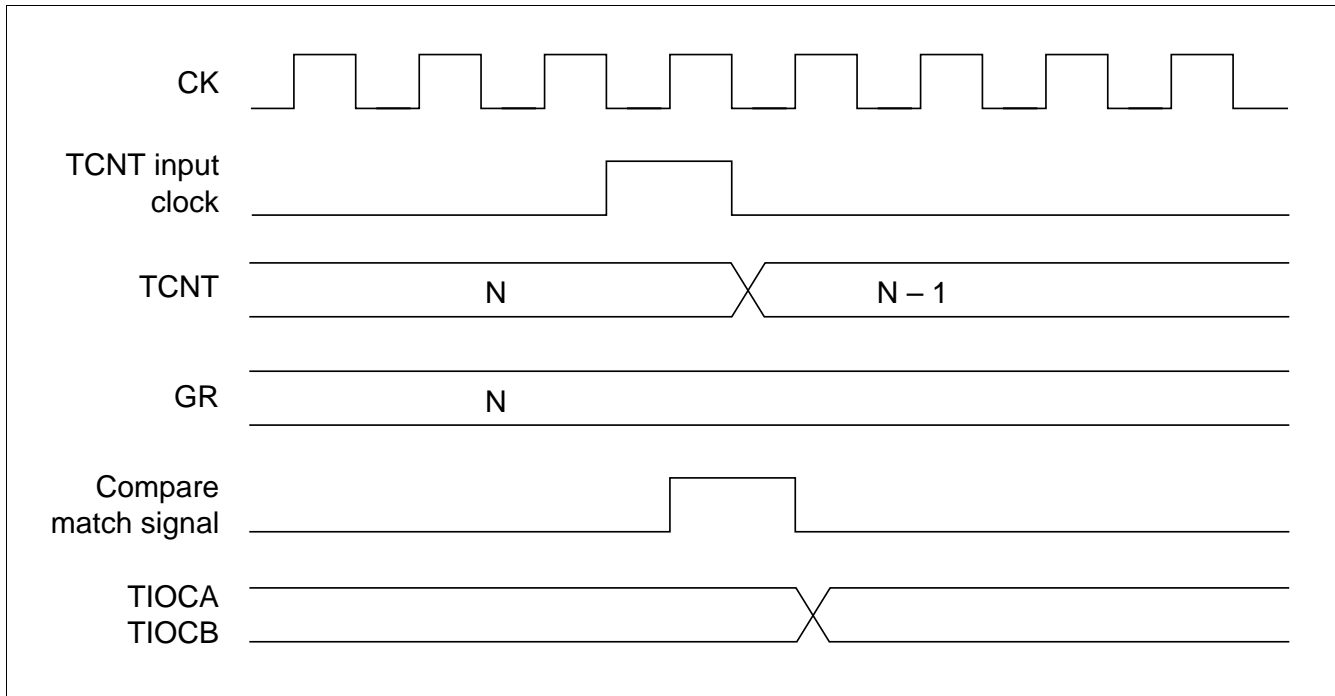 CK
TCNT input
clock
TCNT
N
N – 1
GR
N
Compare
match signal
TIOCA
TIOCB